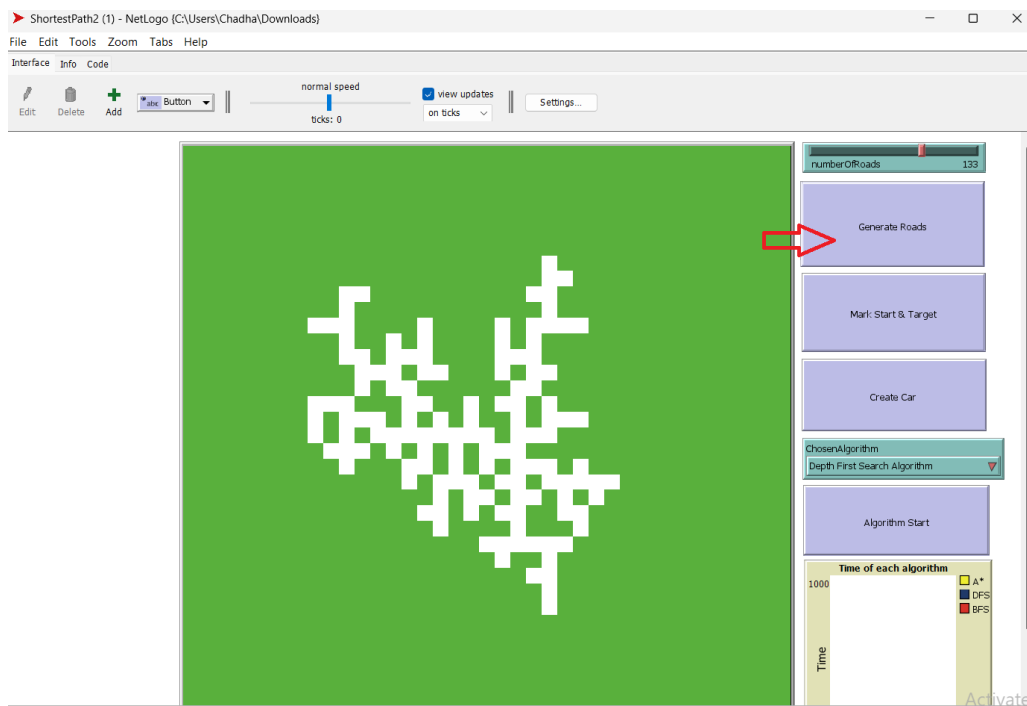 ShortestPath2 (1) - NetLogo {C:\Users\Chadha\Downloads}
File Edit Tools Zoom Tabs Help
Interface Info Code
Edit Delete Add abc Button normal speed ticks: 0 view updates on ticks Settings...
numberOfRoads 133
Generate Roads
Mark Start & Target
Create Car
ChosenAlgorithm
Depth First Search Algorithm
Algorithm Start
Time of each algorithm
1000
Time
A*
DFS
BFS
Activate